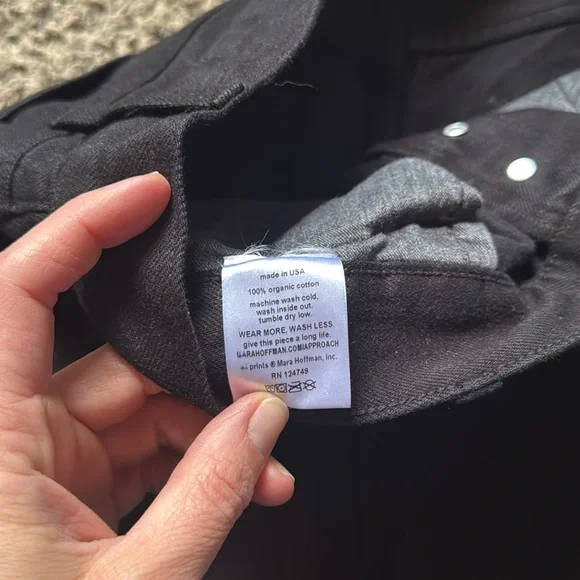 made in USA
100% organic cotton
machine wash cold.
wash inside out.
tumble dry low.
WEAR MORE, WASH LESS.
give this piece a long life.
MARAHOFFMAN.COM/APPROACH
prints ® Mara Hoffman, Inc.
RN 124749